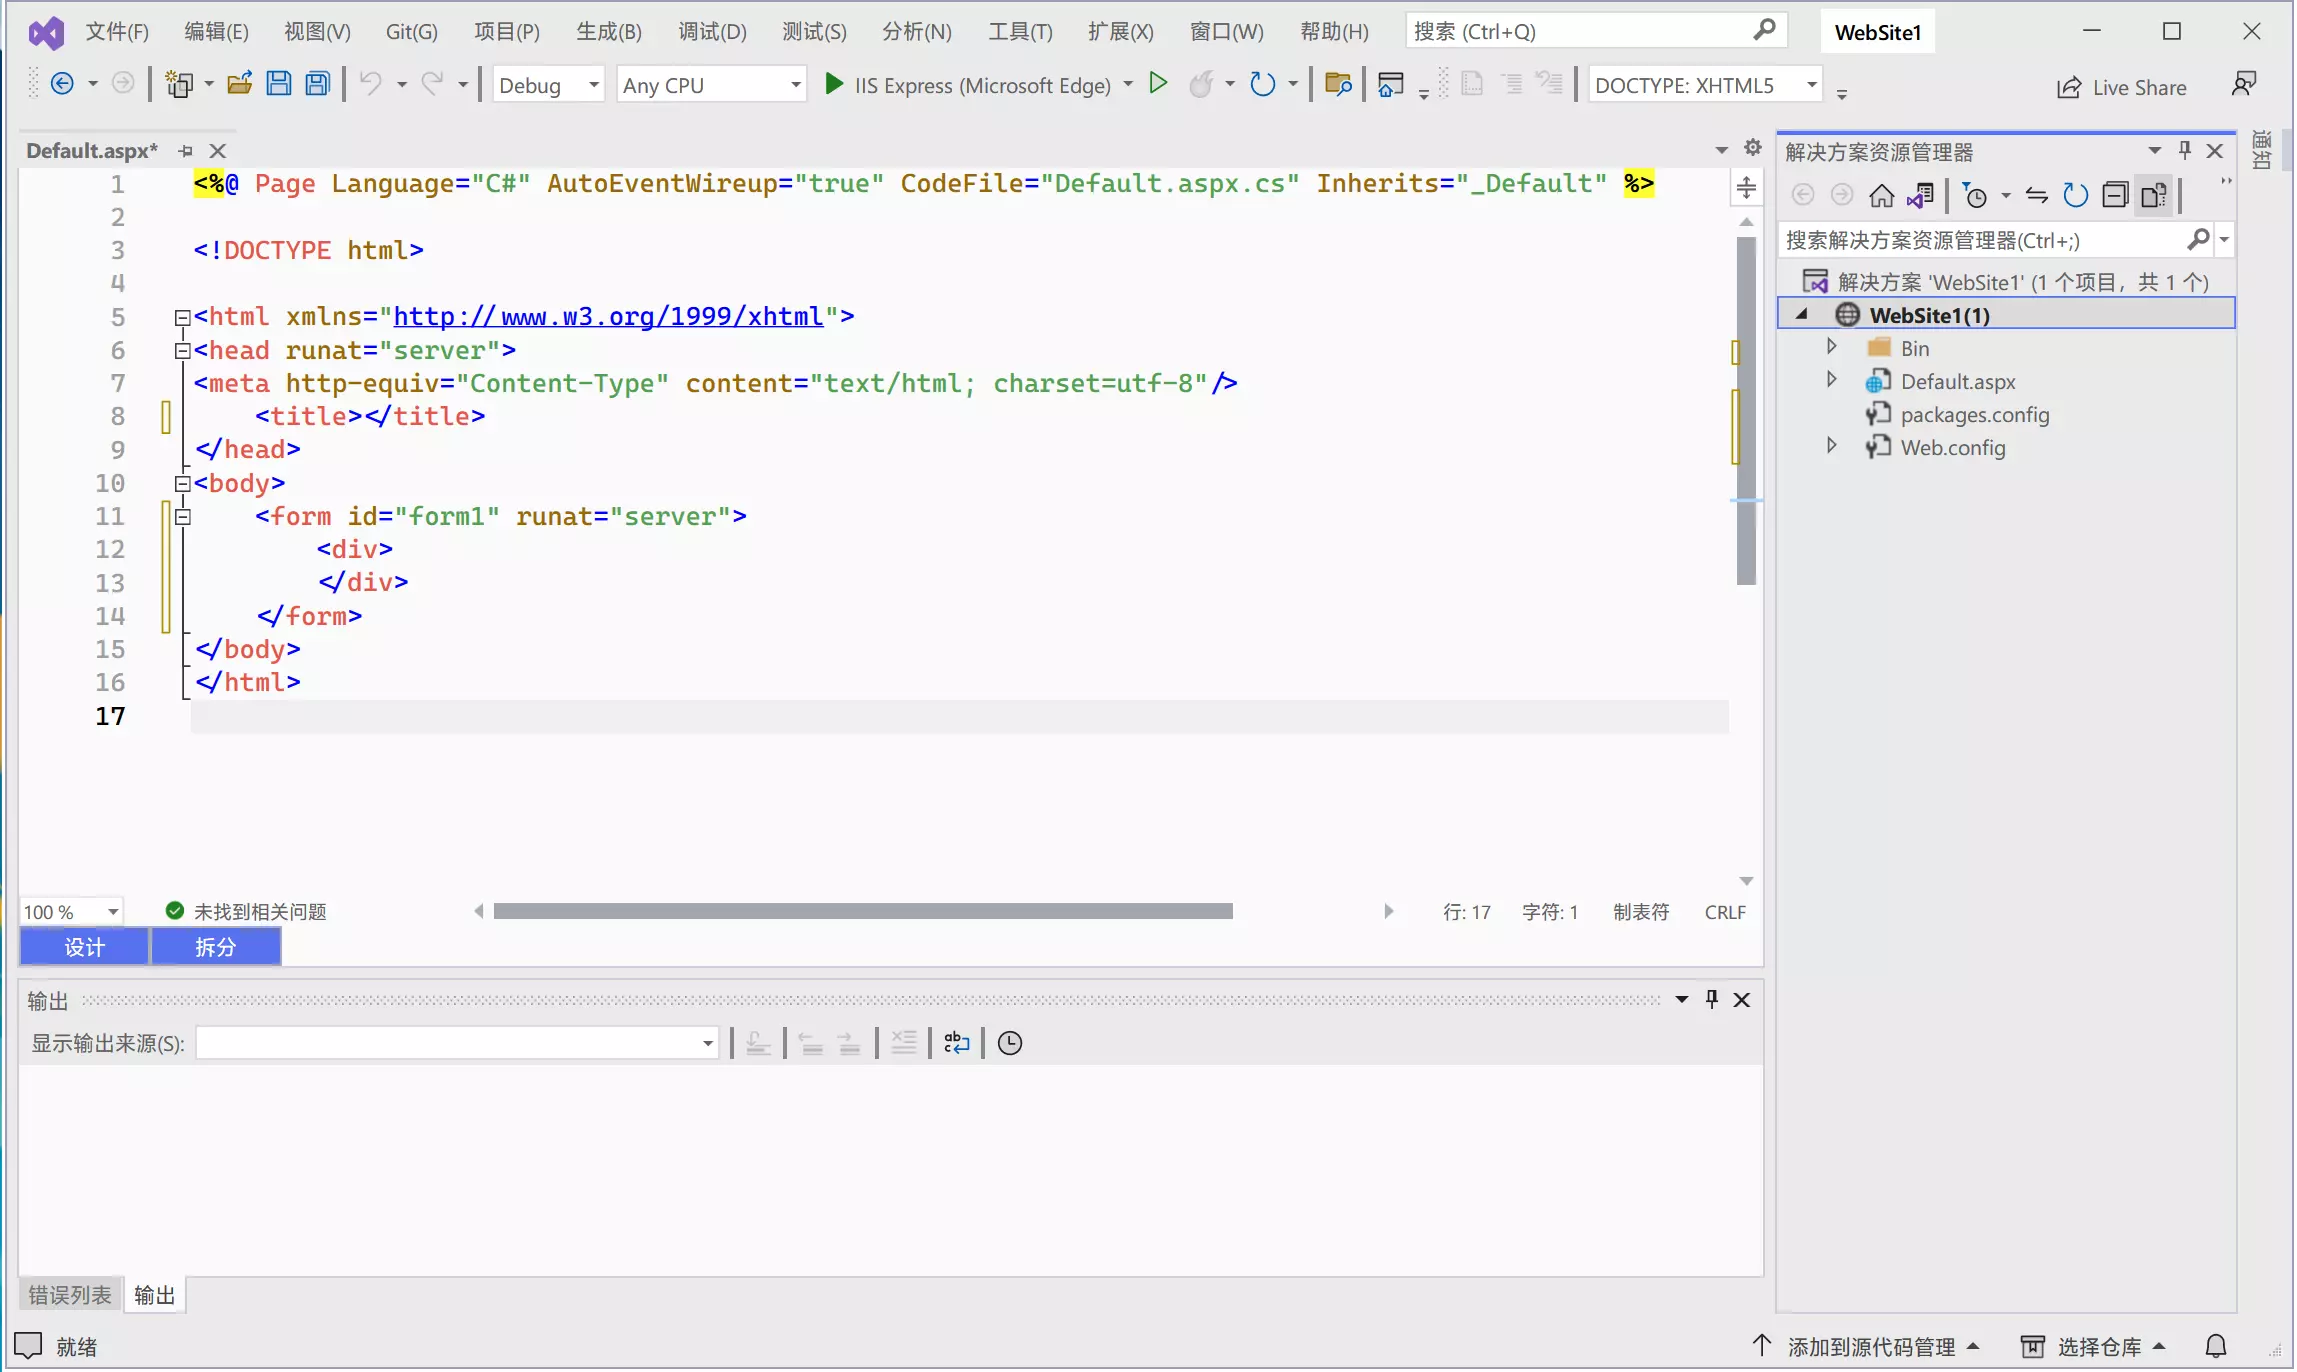 文件(F) 编辑(E) 视图(V) Git(G) 项目(P) 生成(B) 调试(D) 测试(S) 分析(N) 工具(T) 扩展(X) 窗口(W) 帮助(H) 搜索 (Ctrl+Q) WebSite1
Debug Any CPU IIS Express (Microsoft Edge) DOCTYPE: XHTML5 Live Share
Default.aspx*
1 <%@ Page Language="C#" AutoEventWireup="true" CodeFile="Default.aspx.cs" Inherits="_Default" %>
2
3 <!DOCTYPE html>
4
5 <html xmlns="http://www.w3.org/1999/xhtml">
6 <head runat="server">
7 <meta http-equiv="Content-Type" content="text/html; charset=utf-8"/>
8 <title></title>
9 </head>
10 <body>
11 <form id="form1" runat="server">
12 <div>
13 </div>
14 </form>
15 </body>
16 </html>
17
100 % 未找到相关问题 行: 17 字符: 1 制表符 CRLF
设计 拆分
输出
显示输出来源(S):
abc
错误列表 输出
解决方案资源管理器
搜索解决方案资源管理器(Ctrl+;)
解决方案 'WebSite1' (1 个项目，共 1 个)
WebSite1(1)
Bin
Default.aspx
packages.config
Web.config
通知
就绪 添加到源代码管理 选择仓库